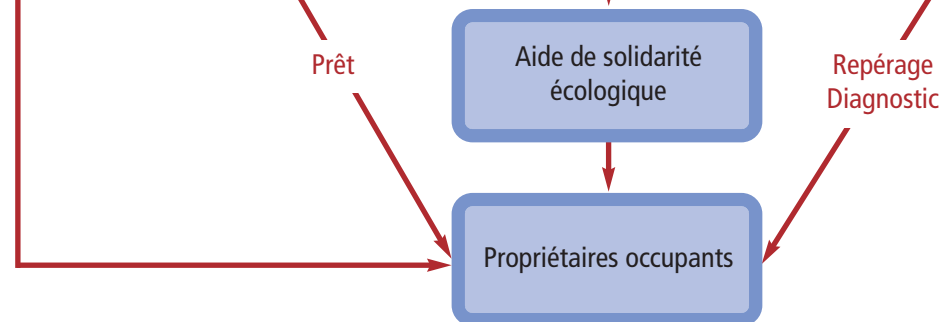 Prêt
Aide de solidarité
écologique
Repérage
Diagnostic
Propriétaires occupants